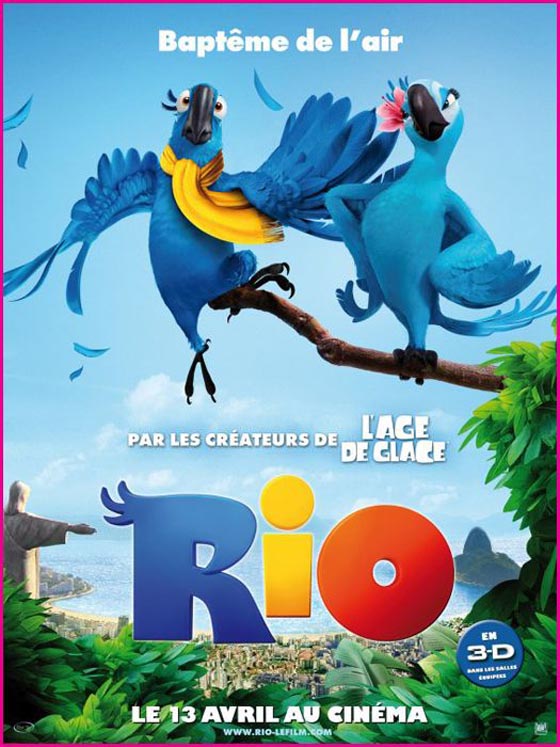 Baptême de l'air
PAR LES CRÉATEURS DE L'AGE
DE GLACE
RIO
EN
3-D
DANS LES SALLES
ÉQUIPÉES
LE 13 AVRIL AU CINÉMA
WWW.RIO-LEFILM.COM